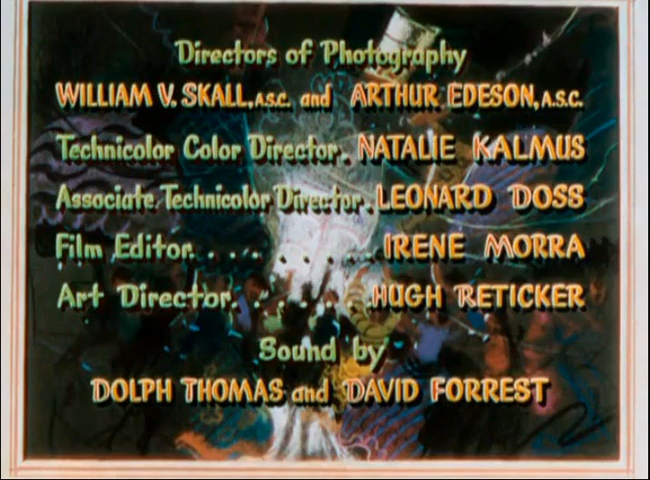 Directors of Photography
WILLIAM V. SKALL, A.S.C. and ARTHUR EDESON, A.S.C.
Technicolor Color Director. NATALIE KALMUS
Associate Technicolor Director. LEONARD DOSS
Film Editor. . . . . . . . . IRENE MORRA
Art Director. . . . . . . HUGH RETICKER
Sound by
DOLPH THOMAS and DAVID FORREST